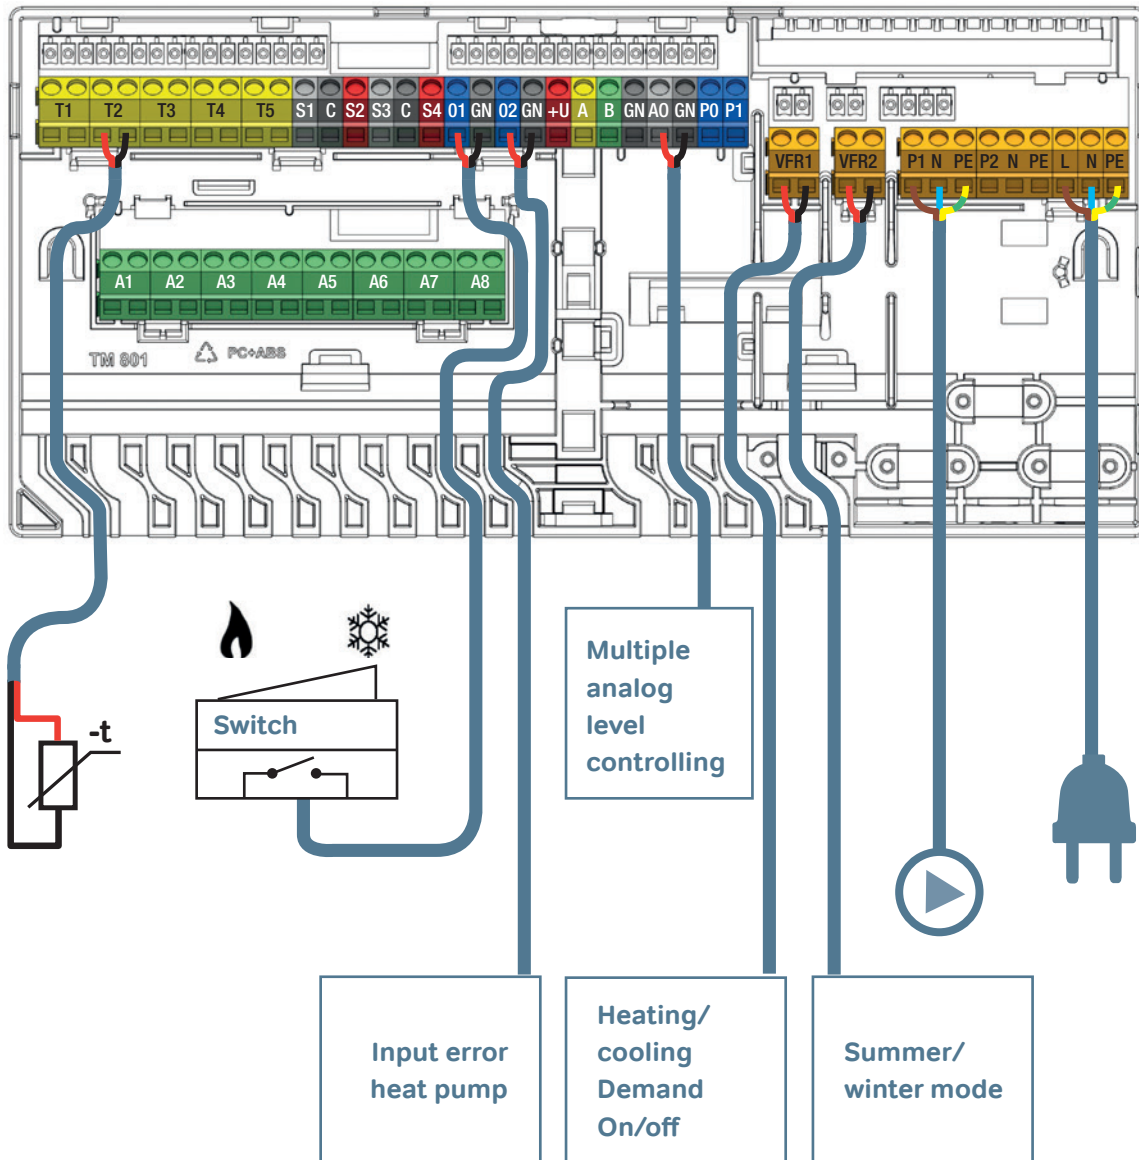 T1 T2 T3 T4 T5 S1 C S2 S3 C S4 01 GN 02 GN +U A B GN AO GN P0 P1
VFR1 VFR2 P1 N PE P2 N PE L N PE
A1 A2 A3 A4 A5 A6 A7 A8
TM 801 PC+ABS
Switch
-t
Multiple
analog
level
controlling
Input error
heat pump
Heating/
cooling
Demand
On/off
Summer/
winter mode